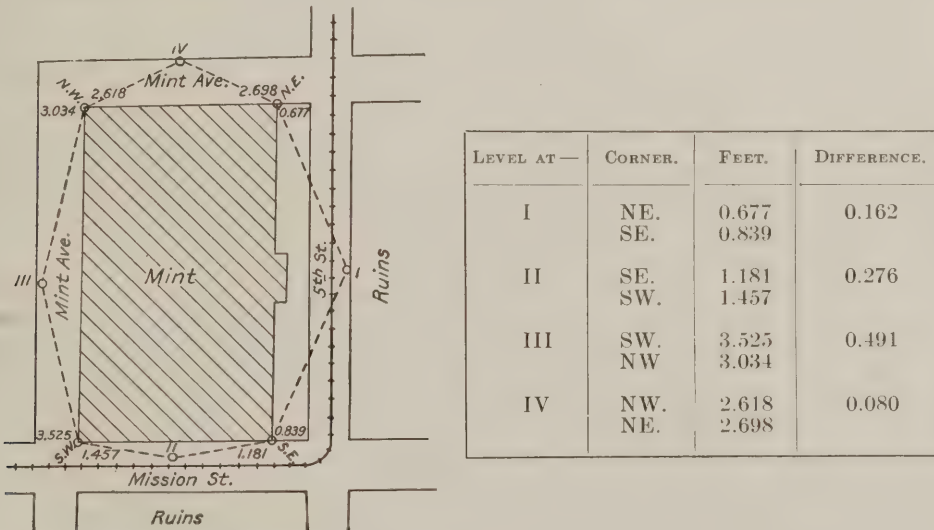 IV
Mint Ave.
N.W.
N.E.
2,618
2.698
3.034
0.677
III
Mint Ave.
Mint
5th St.
I
Ruins
3.525
0.839
S.W.
II
S.E.
1.457
1.181
Mission St.
Ruins
LEVEL AT— CORNER. FEET. DIFFERENCE.
I NE. 0.677 0.162
SE. 0.839
II SE. 1.181 0.276
SW. 1.457
III SW. 3.525 0.491
NW 3.034
IV NW. 2.618 0.080
NE. 2.698